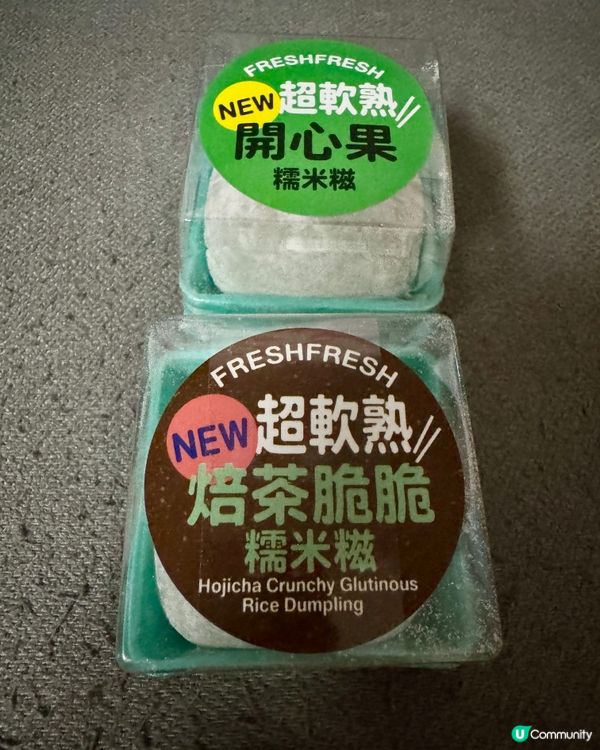 FRESHFRESH
NEW 超軟熟
開心果
糯米糍
FRESHFRESH
NEW 超軟熟
焙茶脆脆
糯米糍
Hojicha Crunchy Glutinous
Rice Dumpling
U Community